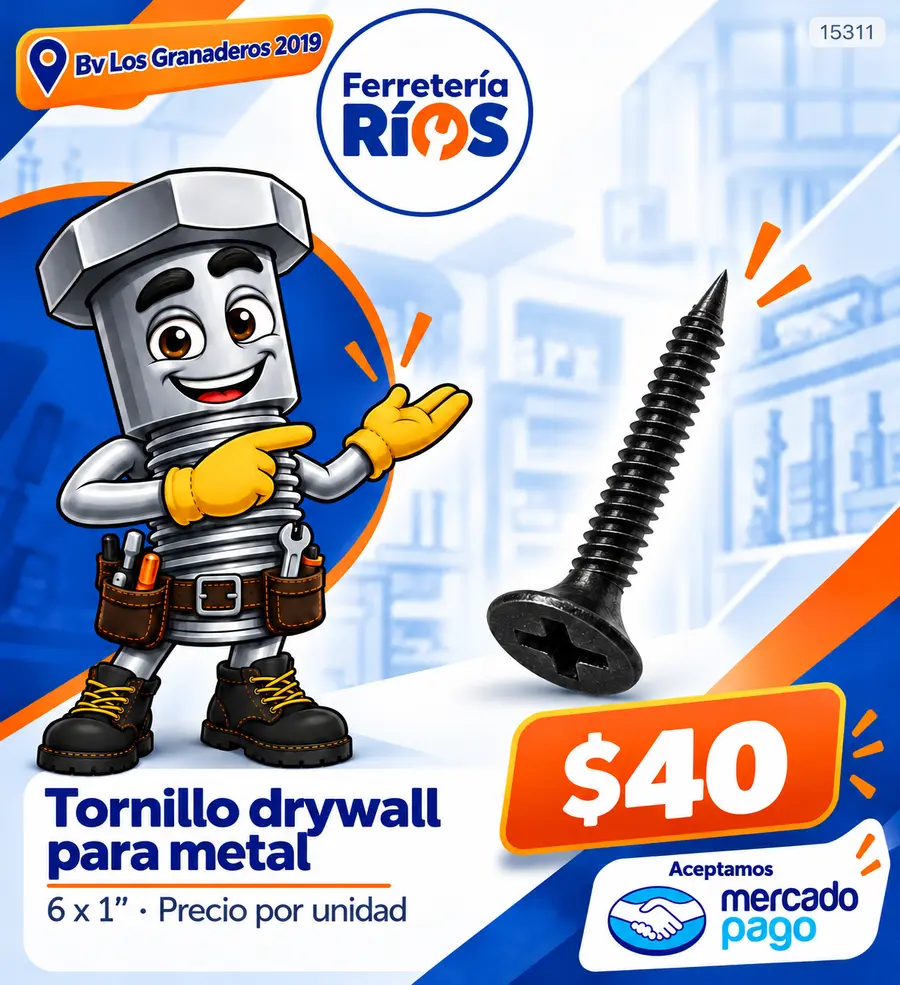 Bv Los Granaderos 2019
Ferretería
Ríos
15311
$40
Tornillo drywall
para metal
6 x 1” · Precio por unidad
Aceptamos
mercado
pago